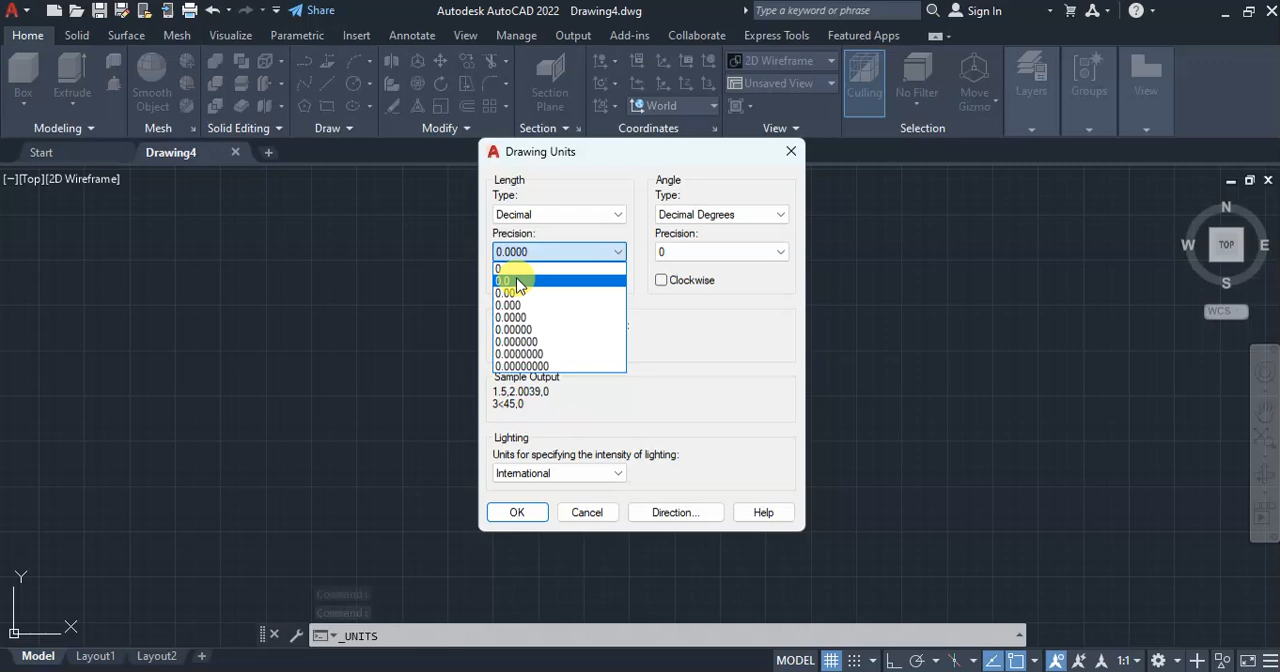 Share
Autodesk AutoCAD 2022 Drawing4.dwg
Type a keyword or phrase
Sign In
Home Solid Surface Mesh Visualize Parametric Insert Annotate View Manage Output Add-ins Collaborate Express Tools Featured Apps
2D Wireframe
Unsaved View
World
Box Extrude Smooth Object Section Plane Culling No Filter Move Gizmo Layers Groups View
Modeling Mesh Solid Editing Draw Modify Section Coordinates View Selection
Start Drawing4
[−][Top][2D Wireframe]
Drawing Units
Length
Type:
Decimal
Precision:
0.0000
0
0.0
0.00
0.000
0.0000
0.00000
0.000000
0.0000000
0.00000000
Angle
Type:
Decimal Degrees
Precision:
0
Clockwise
Sample Output
1.5,2.0039,0
3<45,0
Lighting
Units for specifying the intensity of lighting:
International
OK Cancel Direction... Help
N
W TOP E
S
WCS
Y
X
Command:
Command:
_UNITS
Model Layout1 Layout2
MODEL 1:1